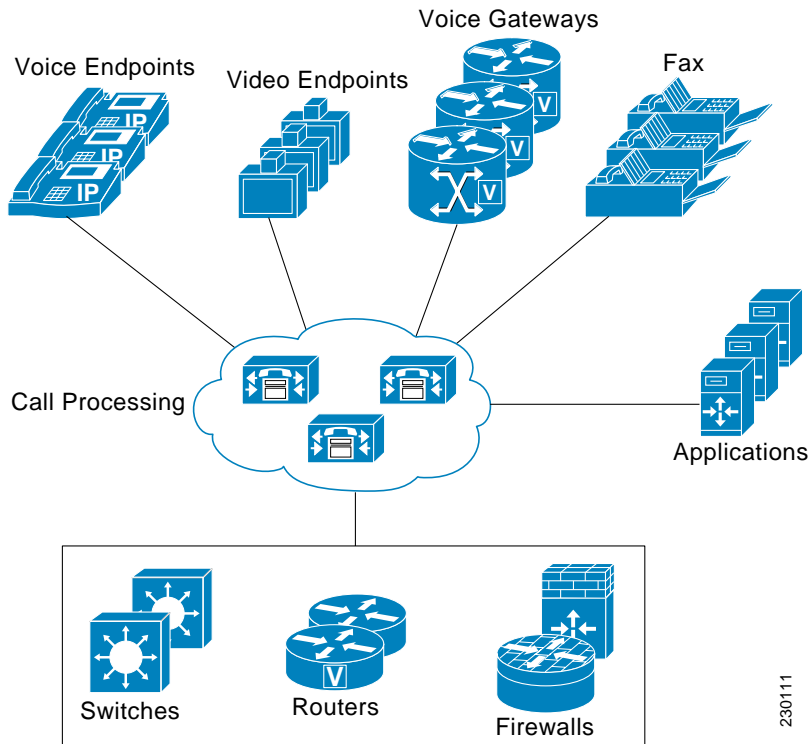 Voice Gateways
Voice Endpoints
Video Endpoints
Fax
IP
IP
IP
V
V
V
Call Processing
Applications
V
Switches
Routers
Firewalls
230111